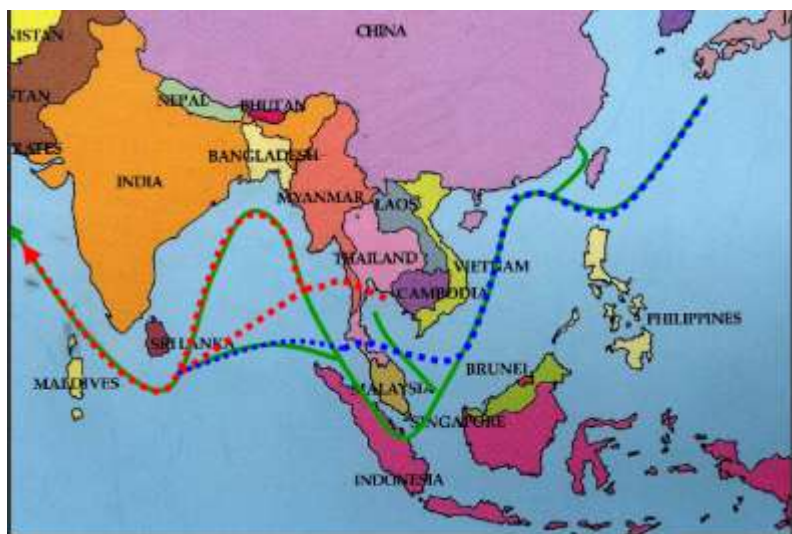 CHINA
NISTAN
STAN
NEPAL
BHUTAN
BANGLADESH
INDIA
MYANMAR
LAOS
THAILAND
VIETNAM
CAMBODIA
PHILIPPINES
SRI LANKA
MALDIVES
BRUNEI
MALAYSIA
SINGAPORE
INDONESIA